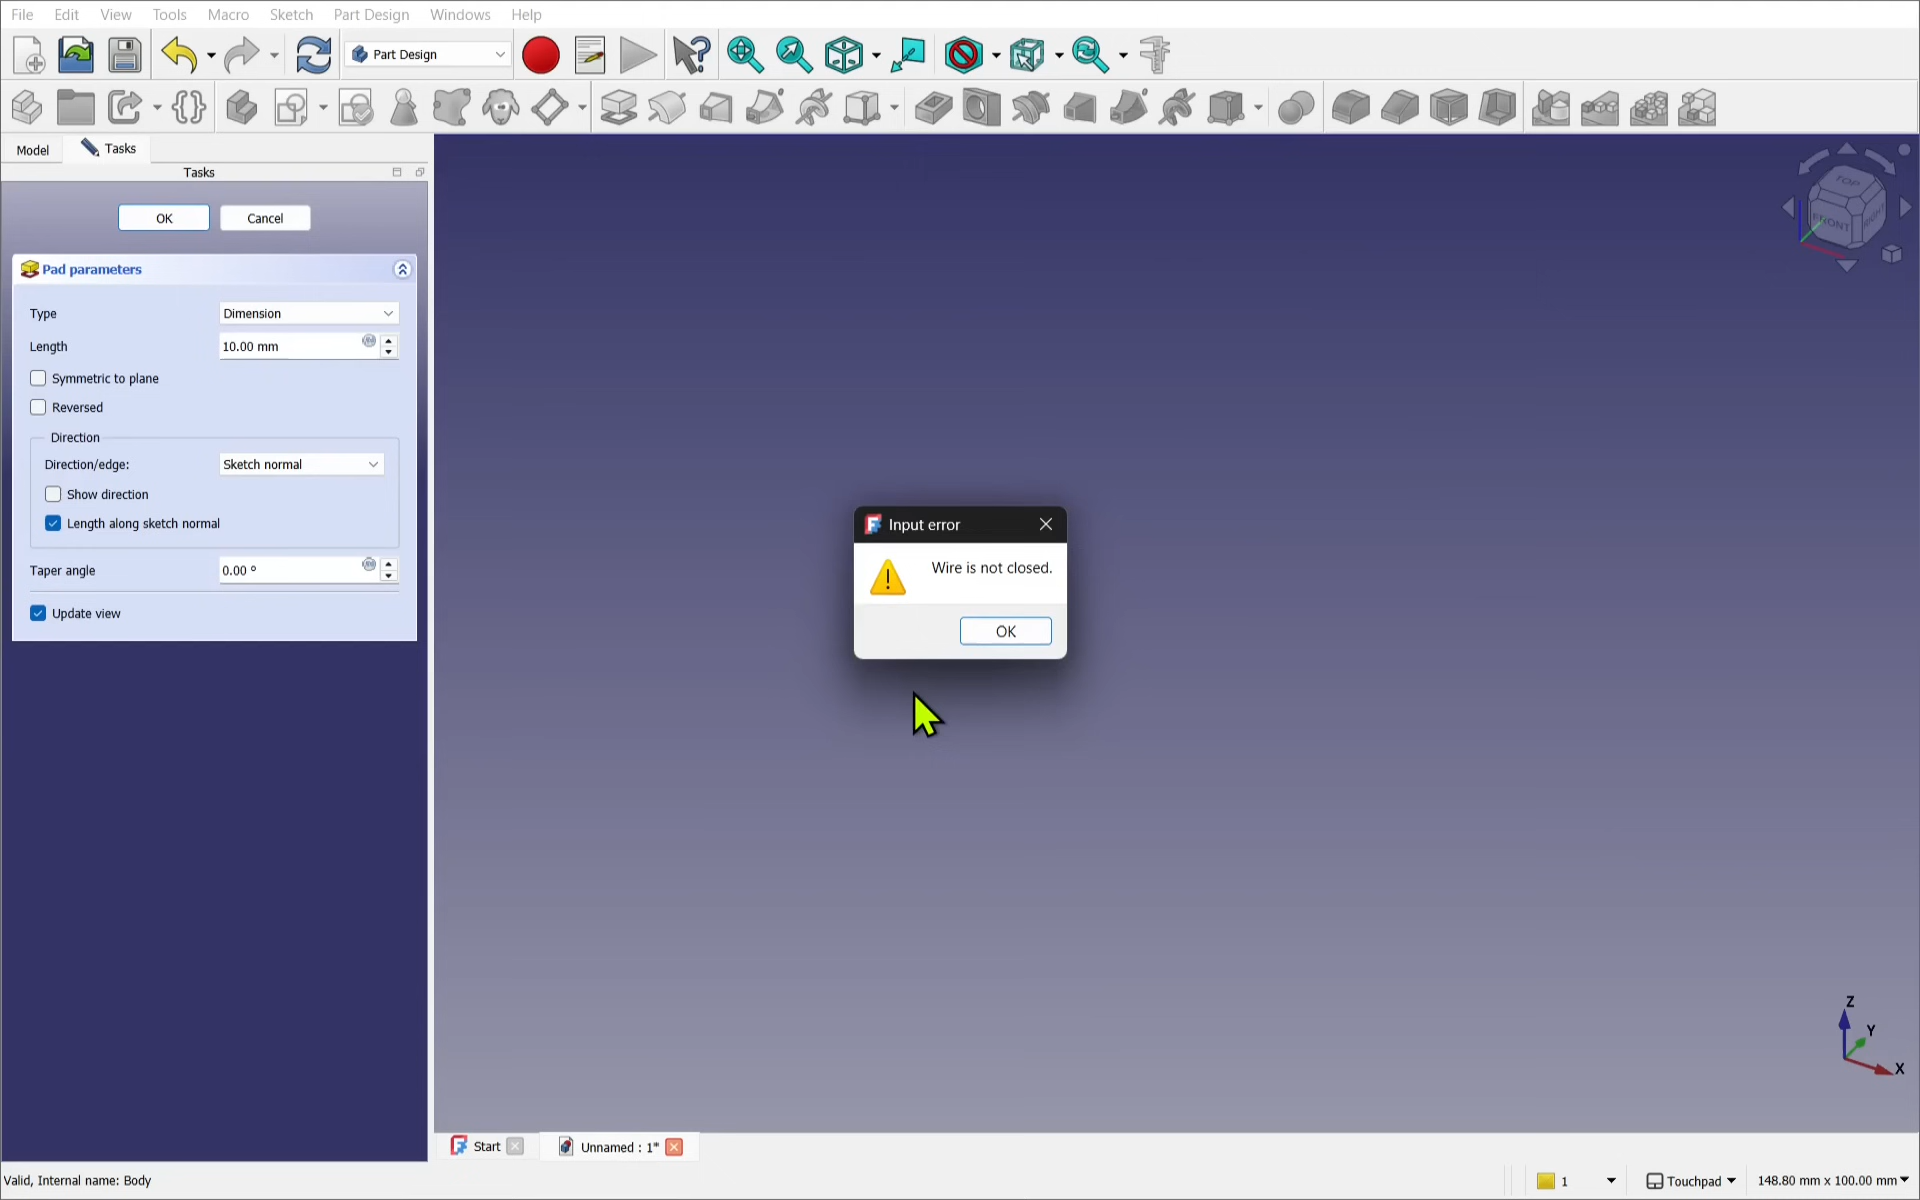 File Edit View Tools Macro Sketch Part Design Windows Help
Part Design
Model Tasks
Tasks
OK Cancel
Pad parameters
Type Dimension
Length 10.00 mm
Symmetric to plane
Reversed
Direction
Direction/edge: Sketch normal
Show direction
Length along sketch normal
Taper angle 0.00 °
Update view
TOP
FRONT
RIGHT
Input error
Wire is not closed.
OK
Z
Y
X
Start Unnamed : 1*
Valid, Internal name: Body 1 Touchpad 148.80 mm x 100.00 mm